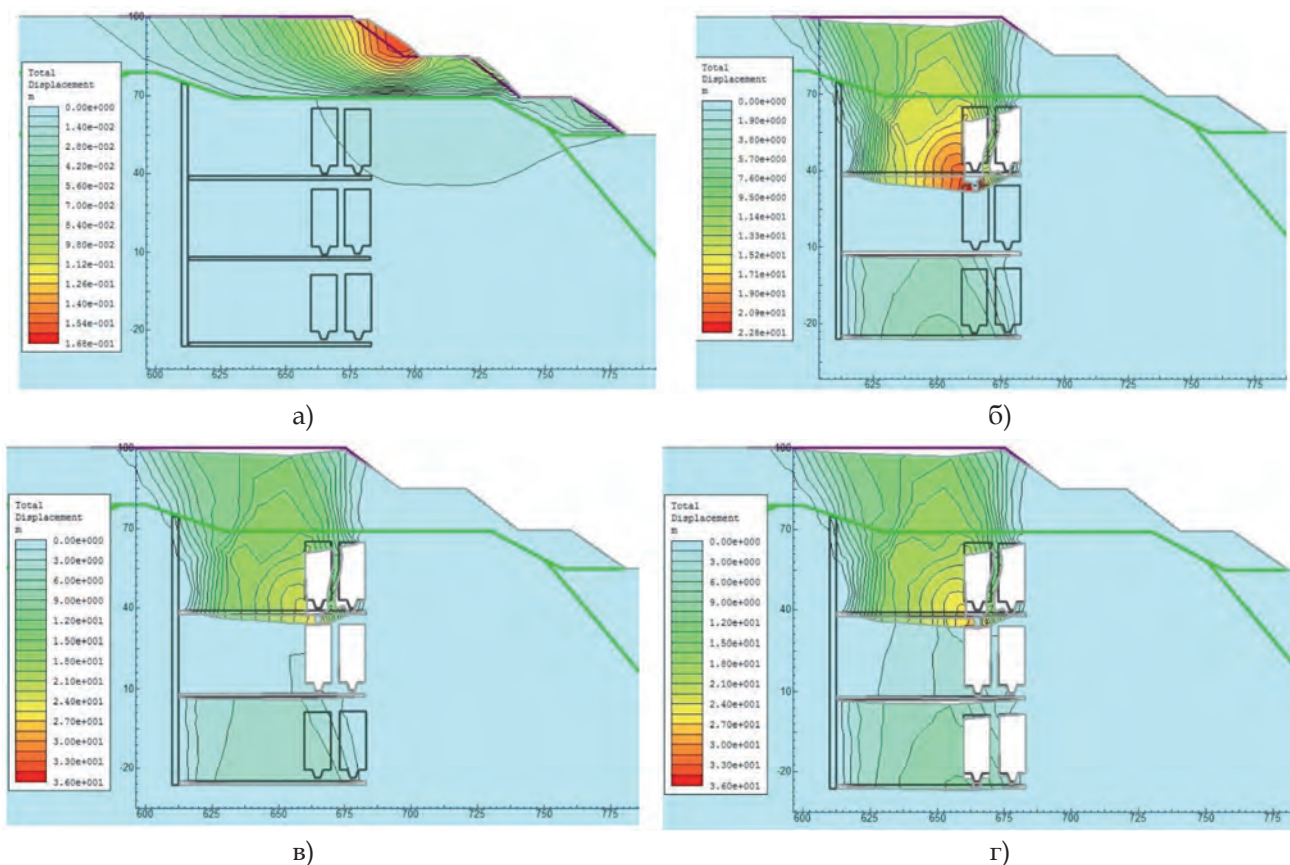 100
70
40
10
-20
Total
Displacement
m
0.00e+000
1.40e-002
2.80e-002
4.20e-002
5.60e-002
7.00e-002
8.40e-002
9.80e-002
1.12e-001
1.26e-001
1.40e-001
1.54e-001
1.68e-001
600 625 650 675 700 725 750 775
а)
100
70
40
10
-20
Total
Displacement
m
0.00e+000
1.90e+000
3.80e+000
5.70e+000
7.60e+000
9.50e+000
1.14e+001
1.33e+001
1.52e+001
1.71e+001
1.90e+001
2.09e+001
2.28e+001
625 650 675 700 725 750 775
б)
100
70
40
10
-20
Total
Displacement
m
0.00e+000
3.00e+000
6.00e+000
9.00e+000
1.20e+001
1.50e+001
1.80e+001
2.10e+001
2.40e+001
2.70e+001
3.00e+001
3.30e+001
3.60e+001
600 625 650 675 700 725 750 775
в)
100
70
40
10
-20
Total
Displacement
m
0.00e+000
3.00e+000
6.00e+000
9.00e+000
1.20e+001
1.50e+001
1.80e+001
2.10e+001
2.40e+001
2.70e+001
3.00e+001
3.30e+001
3.60e+001
600 625 650 675 700 725 750 775
г)